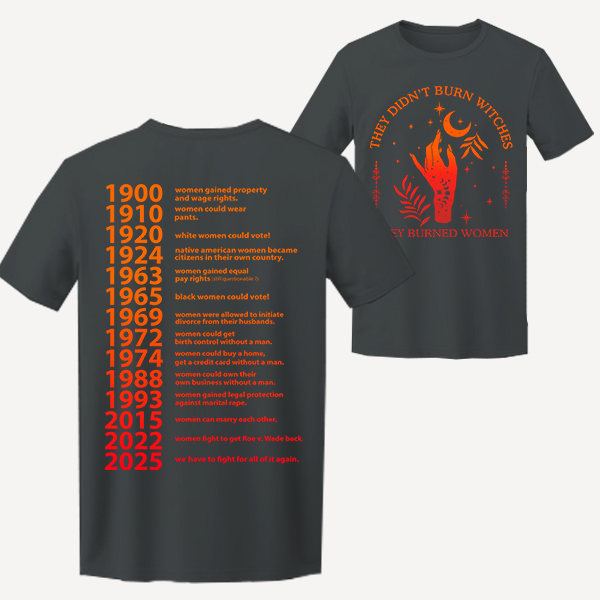 1900 women gained property
and wage rights.
1910 women could wear
pants.
1920 white women could vote!
1924 native american women became
citizens in their own country.
1963 women gained equal
pay rights (still questionable?)
1965 black women could vote!
1969 women were allowed to initiate
divorce from their husbands.
1972 women could get
birth control without a man.
1974 women could buy a home,
get a credit card without a man.
1988 women could own their
own business without a man.
1993 women gained legal protection
against marital rape.
2015 women can marry each other.
2022 women fight to get Roe v. Wade back.
2025 we have to fight for all of it again.
THEY DIDN'T BURN WITCHES
EY BURNED WOMEN